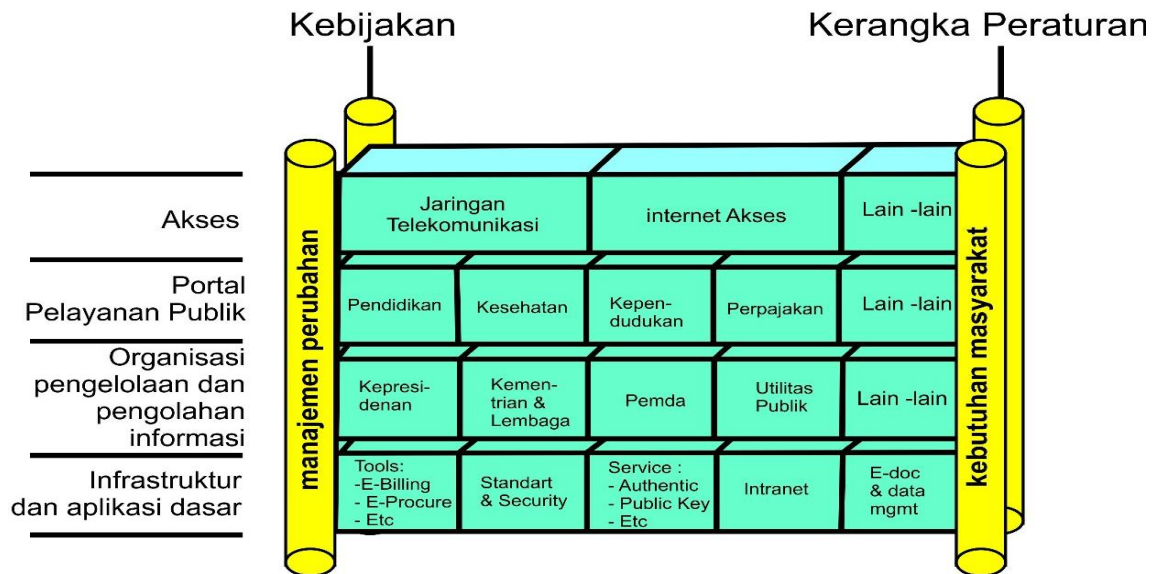 Kebijakan
Kerangka Peraturan
manajemen perubahan
kebutuhan masyarakat
Akses
Jaringan
Telekomunikasi
internet Akses
Lain -lain
Portal
Pelayanan Publik
Pendidikan
Kesehatan
Kepen-
dudukan
Perpajakan
Lain -lain
Organisasi
pengelolaan dan
pengolahan
informasi
Kepresi-
denan
Kemen-
trian &
Lembaga
Pemda
Utilitas
Publik
Lain -lain
Infrastruktur
dan aplikasi dasar
Tools:
-E-Billing
- E-Procure
- Etc
Standart
& Security
Service :
- Authentic
- Public Key
- Etc
Intranet
E-doc
& data
mgmt